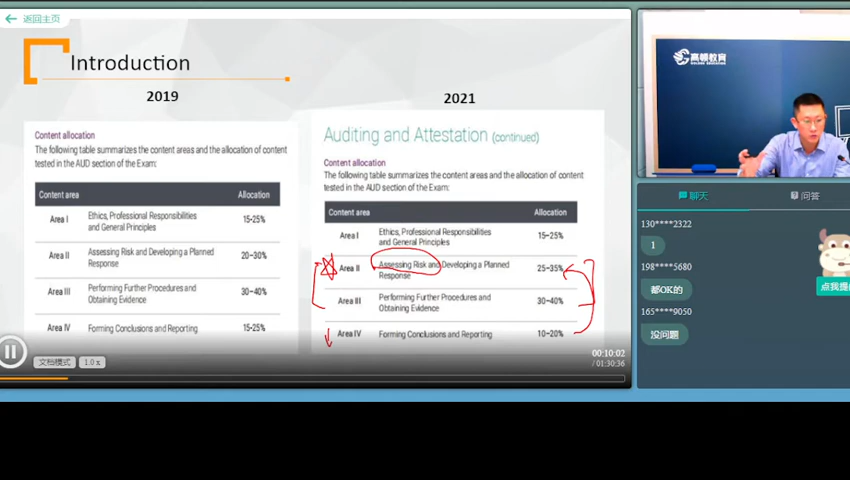 返回主页
Introduction
2019
2021
Content allocation
The following table summarizes the content areas and the allocation of content
tested in the AUD section of the Exam:
Content area
Allocation
Area I
Ethics, Professional Responsibilities
and General Principles
15-25%
Area II
Assessing Risk and Developing a Planned
Response
20-30%
Area III
Performing Further Procedures and
Obtaining Evidence
30-40%
Area IV
Forming Conclusions and Reporting
15-25%
Auditing and Attestation (continued)
Content allocation
The following table summarizes the content areas and the allocation of content
tested in the AUD section of the Exam:
Content area
Allocation
Area I
Ethics, Professional Responsibilities
and General Principles
15–25%
Area II
Assessing Risk and Developing a Planned
Response
25–35%
Area III
Performing Further Procedures and
Obtaining Evidence
30–40%
Area IV
Forming Conclusions and Reporting
10–20%
00:10:02
/ 01:30:36
文档模式
1.0 x
高顿教育
GOLDEN EDUCATION
聊天
问答
130****2322
1
198****5680
都OK的
165****9050
没问题
点我提